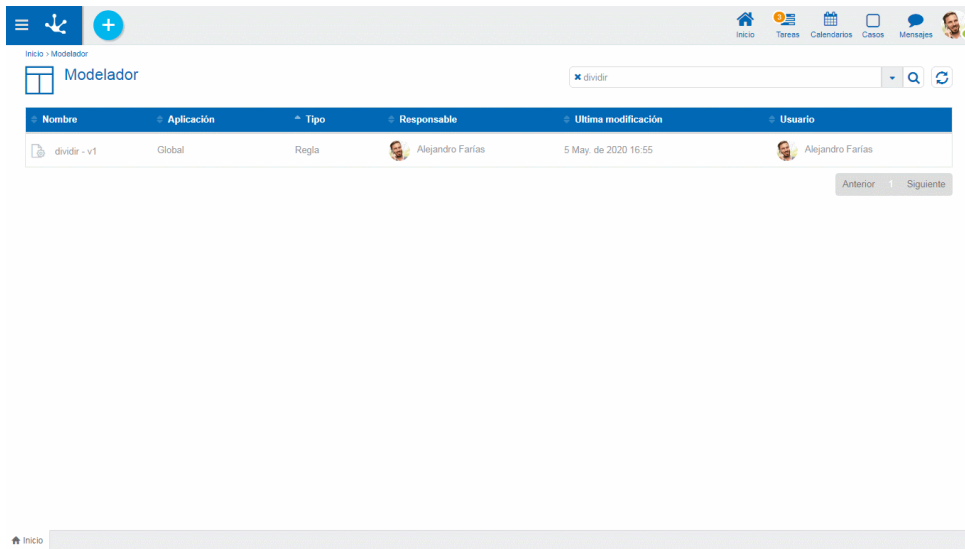 3
Inicio Tareas Calendarios Casos Mensajes
Inicio > Modelador
Modelador
dividir
Nombre Aplicación Tipo Responsable Ultima modificación Usuario
dividir - v1 Global Regla Alejandro Farías 5 May. de 2020 16:55 Alejandro Farías
Anterior 1 Siguiente
Inicio